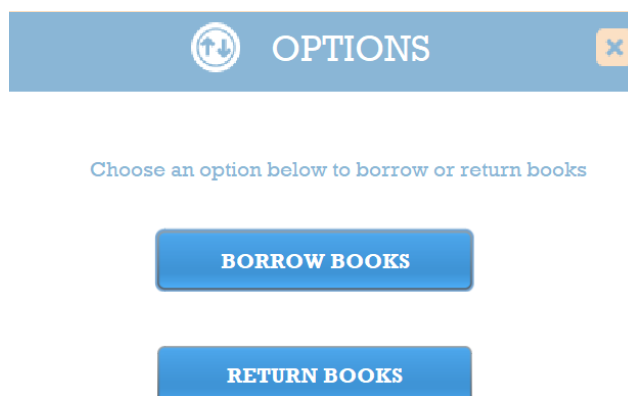 OPTIONS
Choose an option below to borrow or return books
BORROW BOOKS
RETURN BOOKS